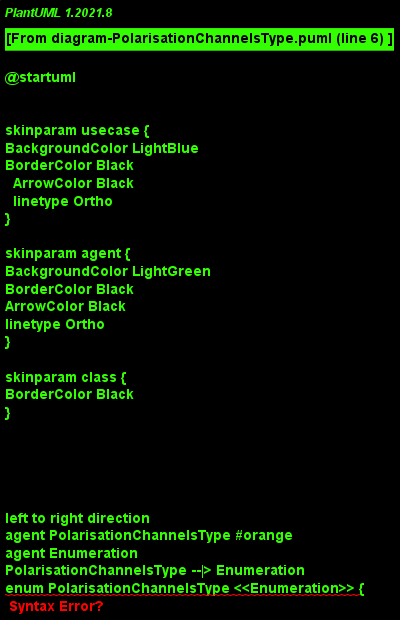 PlantUML 1.2021.8
[From diagram-PolarisationChannelsType.puml (line 6) ]
@startuml
skinparam usecase {
BackgroundColor LightBlue
BorderColor Black
ArrowColor Black
linetype Ortho
}
skinparam agent {
BackgroundColor LightGreen
BorderColor Black
ArrowColor Black
linetype Ortho
}
skinparam class {
BorderColor Black
}
left to right direction
agent PolarisationChannelsType #orange
agent Enumeration
PolarisationChannelsType --|> Enumeration
enum PolarisationChannelsType <<Enumeration>> {
Syntax Error?